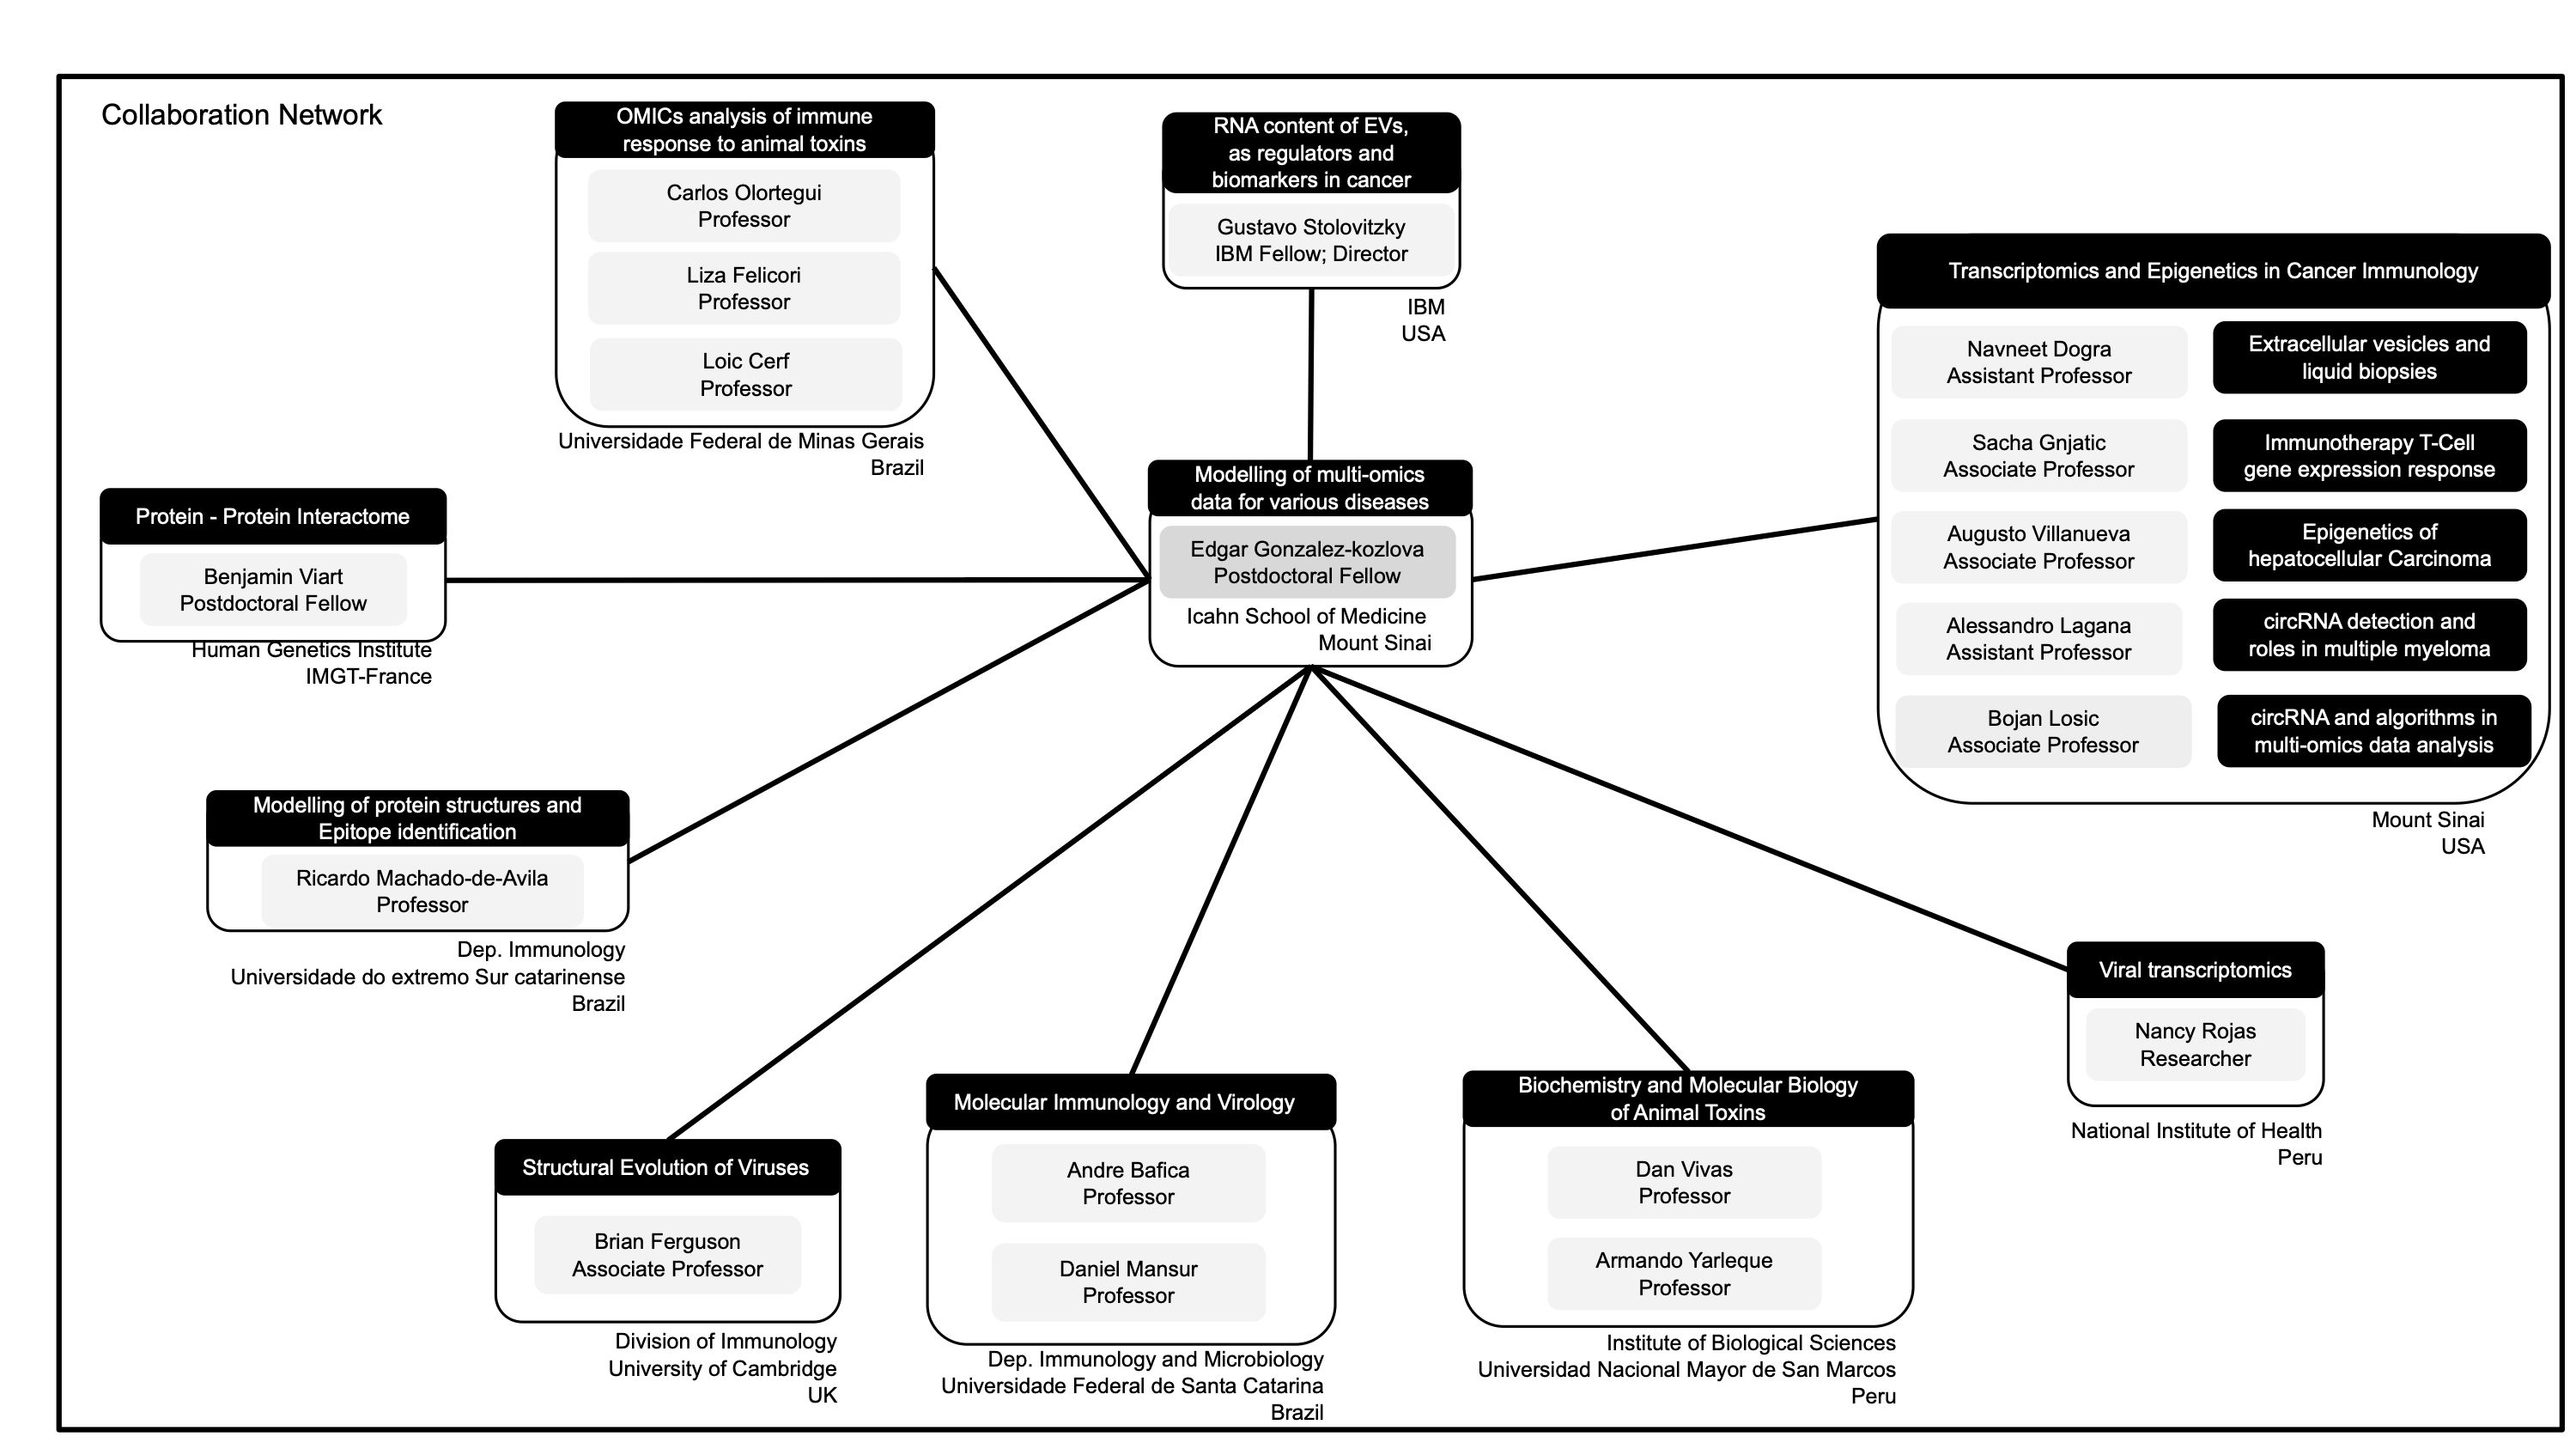 Collaboration Network
OMICs analysis of immune
response to animal toxins
Carlos Olortegui
Professor
Liza Felicori
Professor
Loic Cerf
Professor
Universidade Federal de Minas Gerais
Brazil
RNA content of EVs,
as regulators and
biomarkers in cancer
Gustavo Stolovitzky
IBM Fellow; Director
IBM
USA
Transcriptomics and Epigenetics in Cancer Immunology
Navneet Dogra
Assistant Professor
Extracellular vesicles and
liquid biopsies
Sacha Gnjatic
Associate Professor
Immunotherapy T-Cell
gene expression response
Augusto Villanueva
Associate Professor
Epigenetics of
hepatocellular Carcinoma
Alessandro Lagana
Assistant Professor
circRNA detection and
roles in multiple myeloma
Bojan Losic
Associate Professor
circRNA and algorithms in
multi-omics data analysis
Mount Sinai
USA
Modelling of multi-omics
data for various diseases
Edgar Gonzalez-kozlova
Postdoctoral Fellow
Icahn School of Medicine
Mount Sinai
Protein - Protein Interactome
Benjamin Viart
Postdoctoral Fellow
Human Genetics Institute
IMGT-France
Modelling of protein structures and
Epitope identification
Ricardo Machado-de-Avila
Professor
Dep. Immunology
Universidade do extremo Sur catarinense
Brazil
Structural Evolution of Viruses
Brian Ferguson
Associate Professor
Division of Immunology
University of Cambridge
UK
Molecular Immunology and Virology
Andre Bafica
Professor
Daniel Mansur
Professor
Dep. Immunology and Microbiology
Universidade Federal de Santa Catarina
Brazil
Biochemistry and Molecular Biology
of Animal Toxins
Dan Vivas
Professor
Armando Yarleque
Professor
Institute of Biological Sciences
Universidad Nacional Mayor de San Marcos
Peru
Viral transcriptomics
Nancy Rojas
Researcher
National Institute of Health
Peru